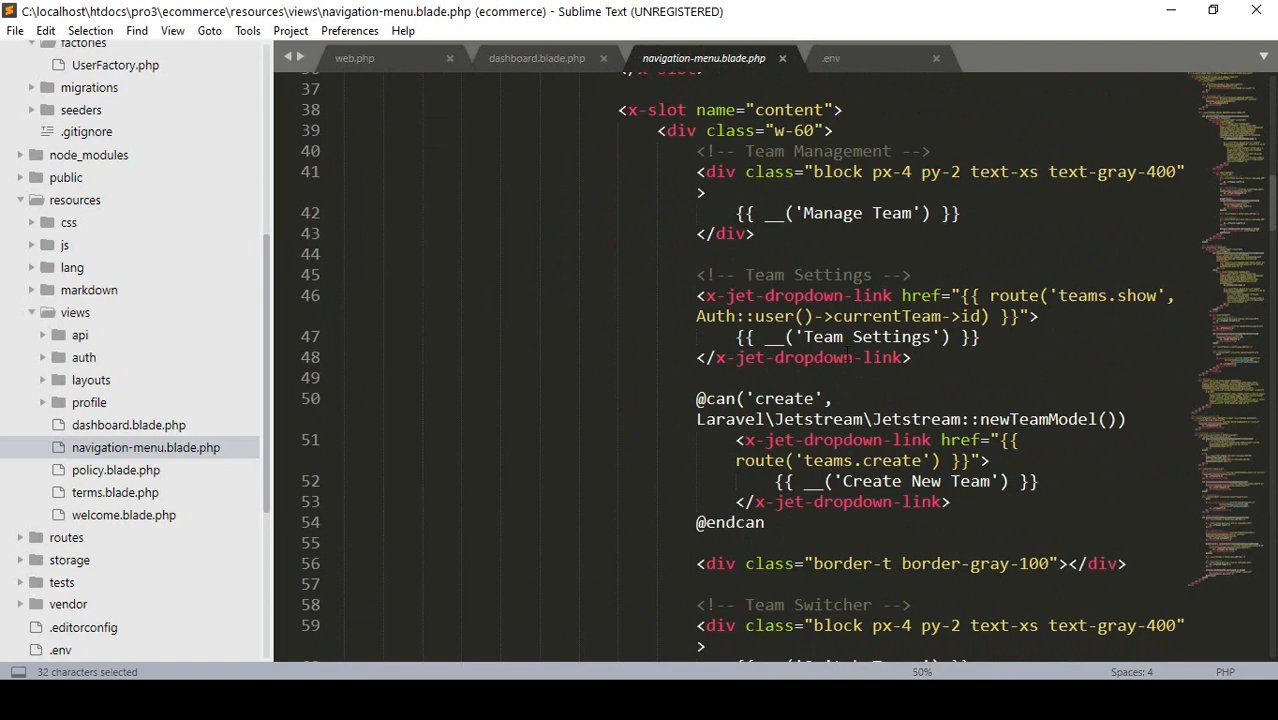 C:\localhost\htdocs\pro3\ecommerce\resources\views\navigation-menu.blade.php (ecommerce) - Sublime Text (UNREGISTERED)
File Edit Selection Find View Goto Tools Project Preferences Help
factories
UserFactory.php
migrations
seeders
.gitignore
node_modules
public
resources
css
js
lang
markdown
views
api
auth
layouts
profile
dashboard.blade.php
navigation-menu.blade.php
policy.blade.php
terms.blade.php
welcome.blade.php
routes
storage
tests
vendor
.editorconfig
.env
web.php dashboard.blade.php navigation-menu.blade.php .env
36 </x-slot>
37
38 <x-slot name="content">
39 <div class="w-60">
40 <!-- Team Management -->
41 <div class="block px-4 py-2 text-xs text-gray-400"
>
42 {{ __('Manage Team') }}
43 </div>
44
45 <!-- Team Settings -->
46 <x-jet-dropdown-link href="{{ route('teams.show',
Auth::user()->currentTeam->id) }}">
47 {{ __('Team Settings') }}
48 </x-jet-dropdown-link>
49
50 @can('create',
Laravel\Jetstream\Jetstream::newTeamModel())
51 <x-jet-dropdown-link href="{{
route('teams.create') }}">
52 {{ __('Create New Team') }}
53 </x-jet-dropdown-link>
54 @endcan
55
56 <div class="border-t border-gray-100"></div>
57
58 <!-- Team Switcher -->
59 <div class="block px-4 py-2 text-xs text-gray-400"
>
32 characters selected 50% Spaces: 4 PHP